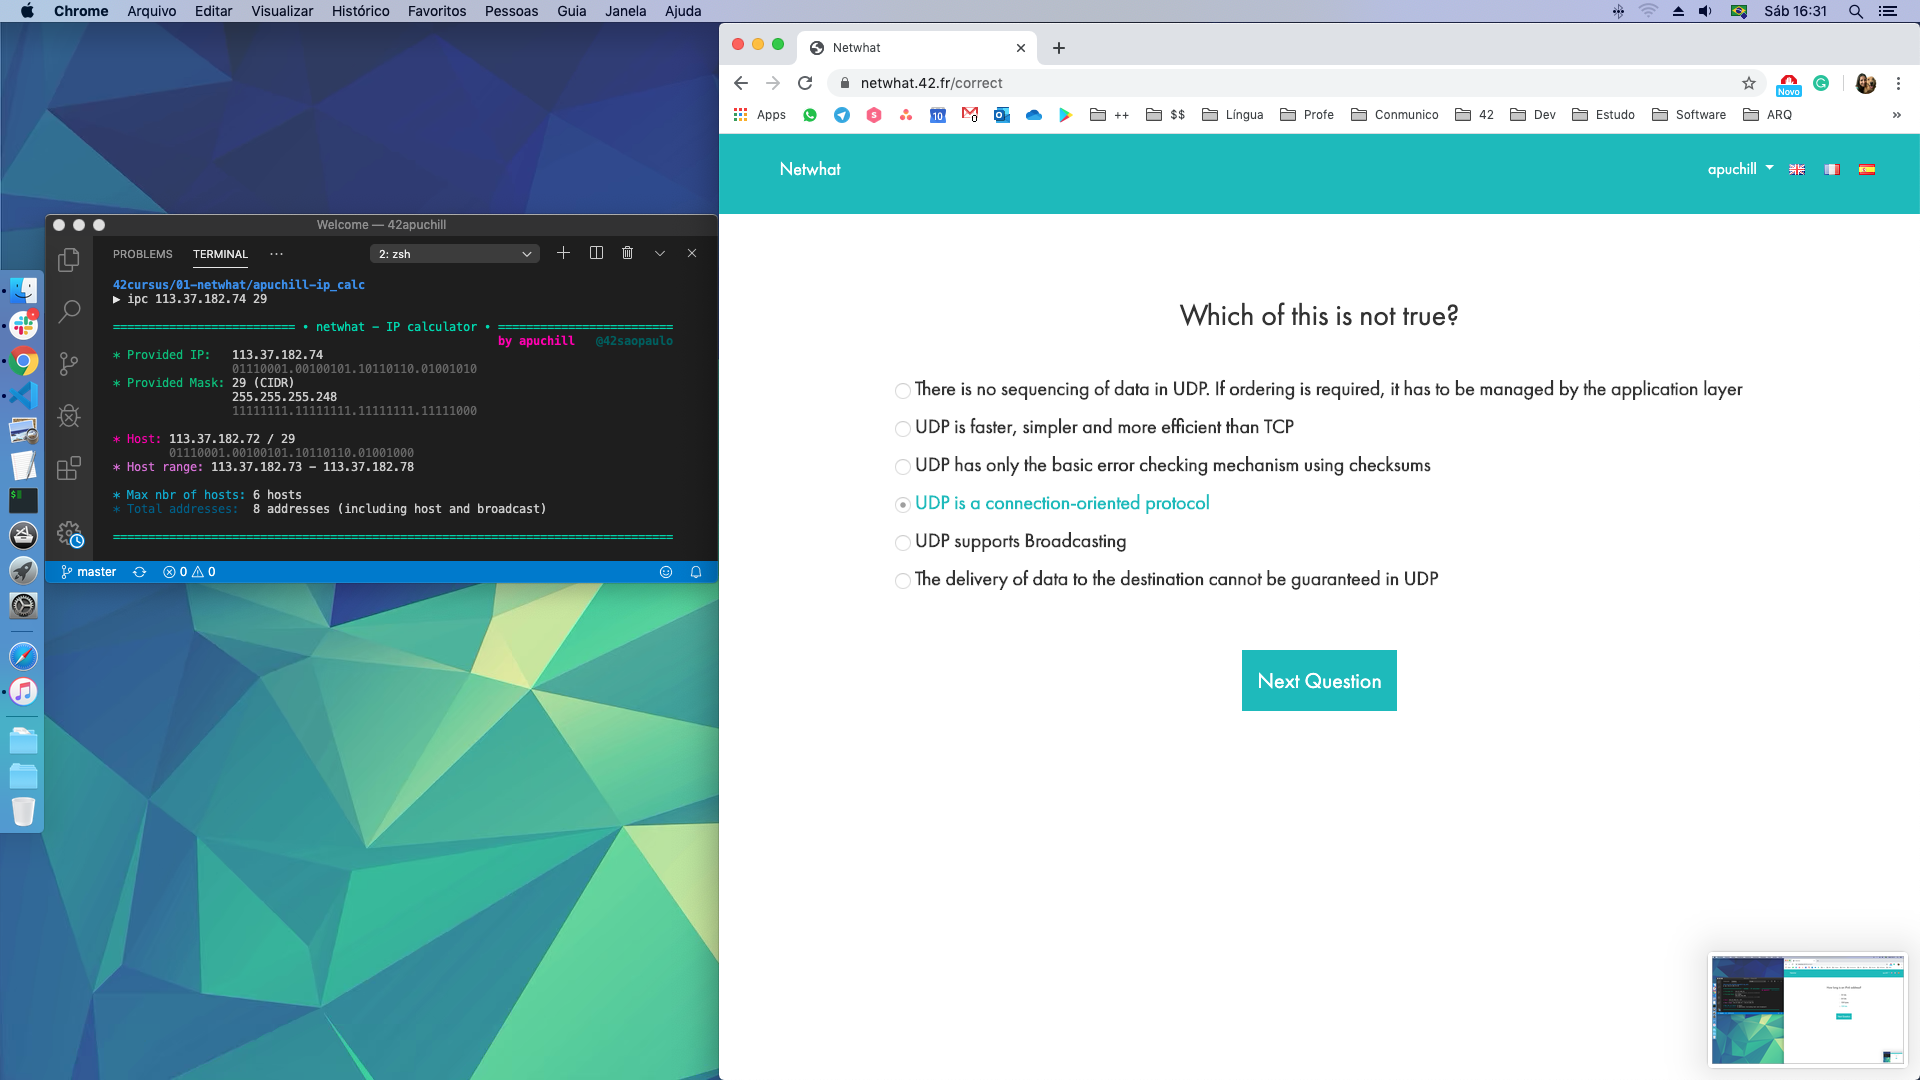 Chrome Arquivo Editar Visualizar Histórico Favoritos Pessoas Guia Janela Ajuda Sáb 16:31
Netwhat
netwhat.42.fr/correct
Novo
Apps 10 ++ $$ Língua Profe Conmunico 42 Dev Estudo Software ARQ »
Netwhat
apuchill
Which of this is not true?
There is no sequencing of data in UDP. If ordering is required, it has to be managed by the application layer
UDP is faster, simpler and more efficient than TCP
UDP has only the basic error checking mechanism using checksums
UDP is a connection-oriented protocol
UDP supports Broadcasting
The delivery of data to the destination cannot be guaranteed in UDP
Next Question
Welcome — 42apuchill
PROBLEMS TERMINAL ··· 2: zsh
42cursus/01-netwhat/apuchill-ip_calc
▶ ipc 113.37.182.74 29
========================== • netwhat - IP calculator • =========================
by apuchill @42saopaulo
* Provided IP: 113.37.182.74
01110001.00100101.10110110.01001010
* Provided Mask: 29 (CIDR)
255.255.255.248
11111111.11111111.11111111.11111000
* Host: 113.37.182.72 / 29
01110001.00100101.10110110.01001000
* Host range: 113.37.182.73 - 113.37.182.78
* Max nbr of hosts: 6 hosts
* Total addresses: 8 addresses (including host and broadcast)
================================================================================
master 0 0